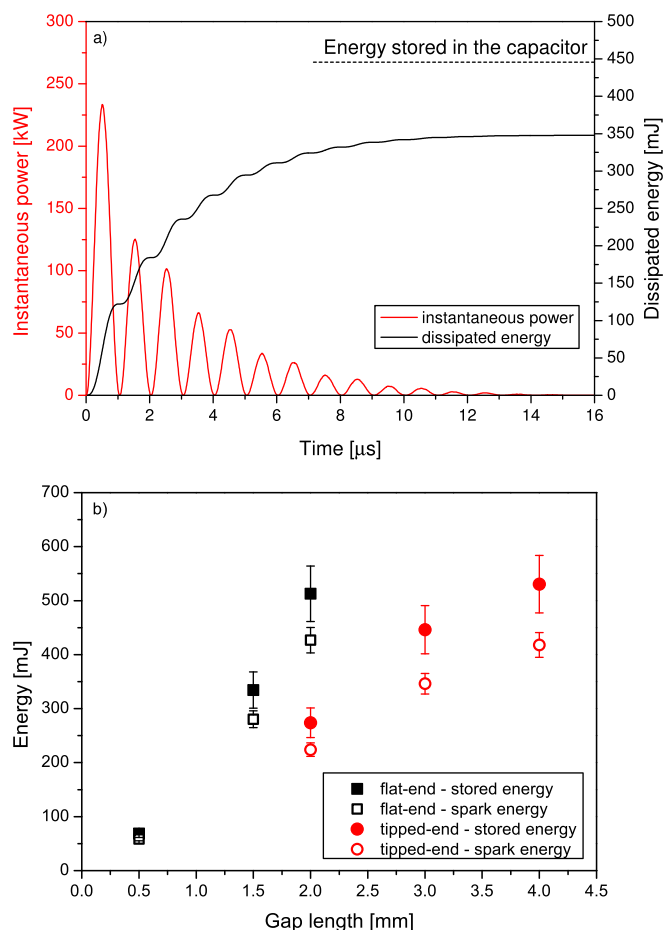 a)
Energy stored in the capacitor
300
250
200
150
100
50
0
Instantaneous power [kW]
500
450
400
350
300
250
200
150
100
50
0
Dissipated energy [mJ]
instantaneous power
dissipated energy
0 2 4 6 8 10 12 14 16
Time [μs]
b)
700
600
500
400
300
200
100
0
Energy [mJ]
flat-end - stored energy
flat-end - spark energy
tipped-end - stored energy
tipped-end - spark energy
0.0 0.5 1.0 1.5 2.0 2.5 3.0 3.5 4.0 4.5
Gap length [mm]